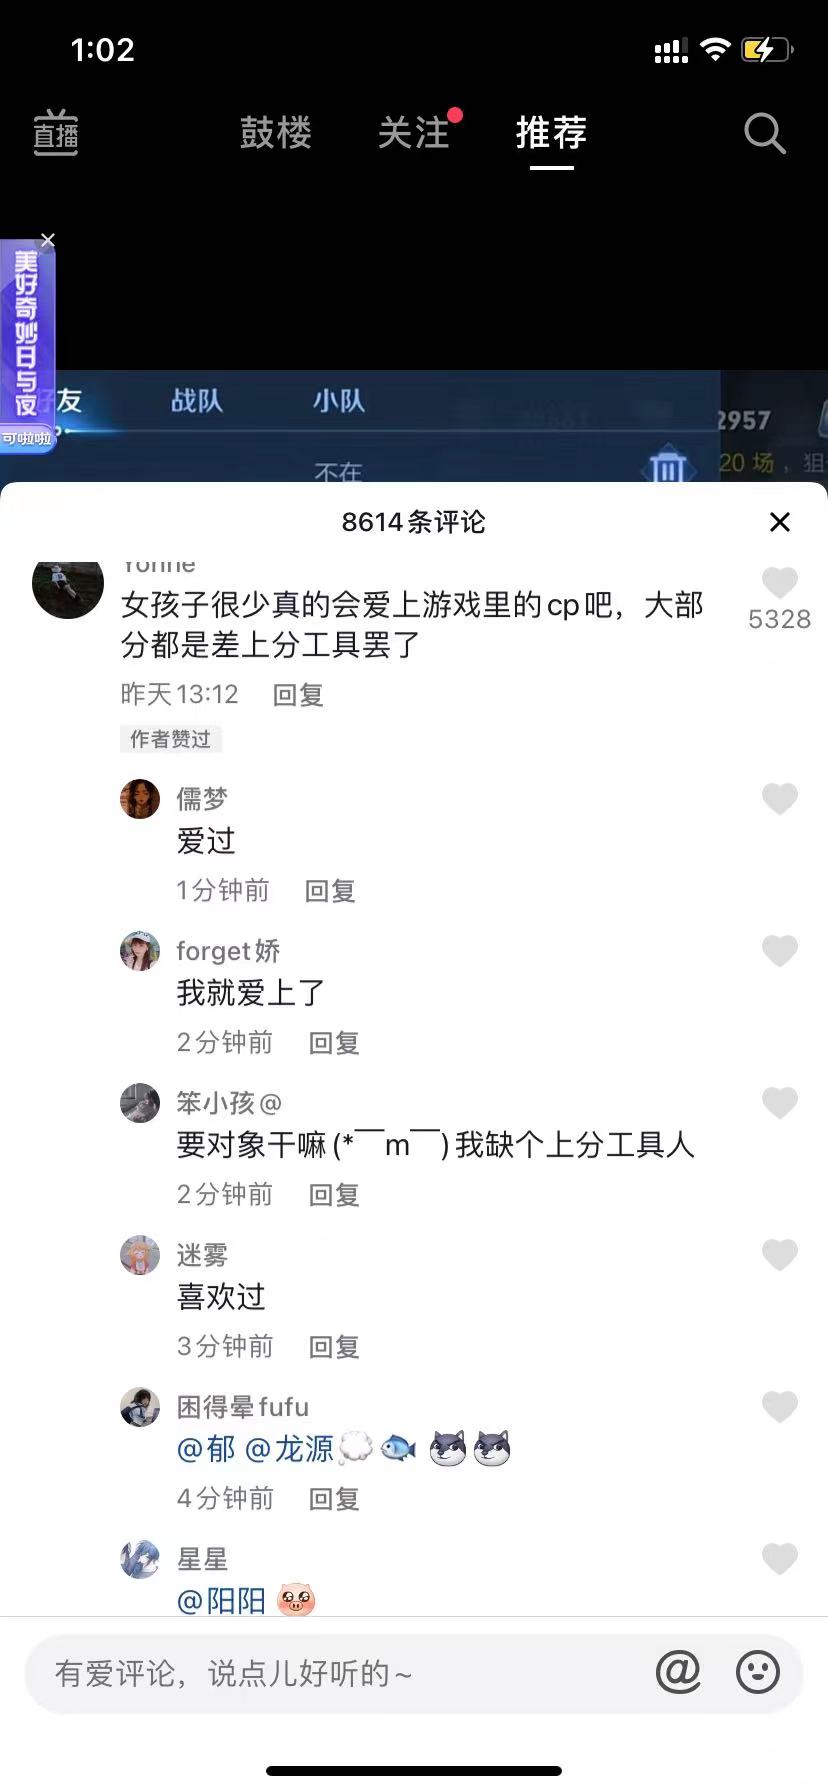 1:02
直播
鼓楼
关注
推荐
美好奇妙日与夜
可啦啦
好友
战队
小队
2957
不在
20 场，狙
8614条评论
Yonne
女孩子很少真的会爱上游戏里的cp吧，大部
分都是差上分工具罢了
昨天13:12 回复
作者赞过
5328
儒梦
爱过
1分钟前 回复
forget娇
我就爱上了
2分钟前 回复
笨小孩@
要对象干嘛(*￣m￣)我缺个上分工具人
2分钟前 回复
迷雾
喜欢过
3分钟前 回复
困得晕fufu
@郁 @龙源💭🐟
4分钟前 回复
星星
@阳阳
有爱评论，说点儿好听的~